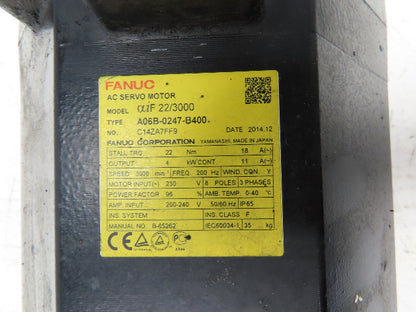 FANUC
AC SERVO MOTOR
MODEL αiF 22/3000
TYPE A06B-0247-B400
NO. C14ZA7FF9 DATE 2014.12
FANUC CORPORATION YAMANASHI, MADE IN JAPAN
STALL TRQ 22 Nm 18 A(~)
OUTPUT 4 kW CONT. 11 A(~)
SPEED 3000 min⁻¹ FREQ. 200 Hz WIND. CON. Y
MOTOR INPUT(~) 230 V 8 POLES 3 PHASES
POWER FACTOR 96 % AMB. TEMP. 0-40 °C
AMP. INPUT 200-240 V 50/60 Hz IP65
INS. SYSTEM INS. CLASS F
MANUAL NO. B-65262 IEC60034-1 35 kg
CE